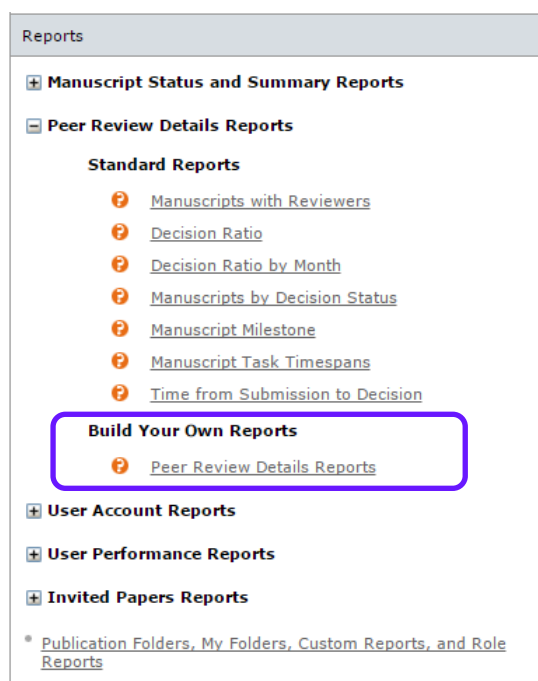 Reports
Manuscript Status and Summary Reports
Peer Review Details Reports
Standard Reports
Manuscripts with Reviewers
Decision Ratio
Decision Ratio by Month
Manuscripts by Decision Status
Manuscript Milestone
Manuscript Task Timespans
Time from Submission to Decision
Build Your Own Reports
Peer Review Details Reports
User Account Reports
User Performance Reports
Invited Papers Reports
Publication Folders, My Folders, Custom Reports, and Role
Reports